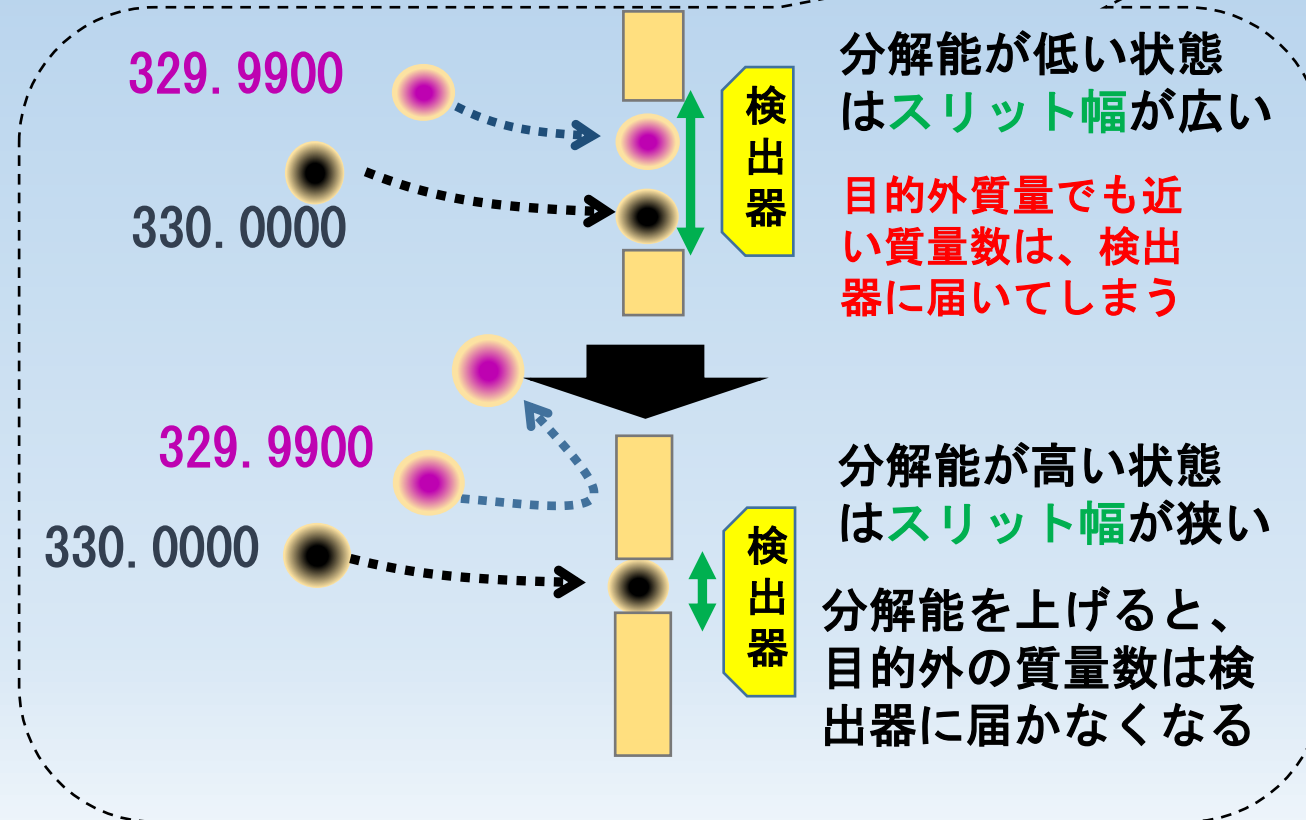 329.9900
330.0000
検出器
分解能が低い状態
はスリット幅が広い
目的外質量でも近
い質量数は、検出
器に届いてしまう
329.9900
330.0000
検出器
分解能が高い状態
はスリット幅が狭い
分解能を上げると、
目的外の質量数は検
出器に届かなくなる